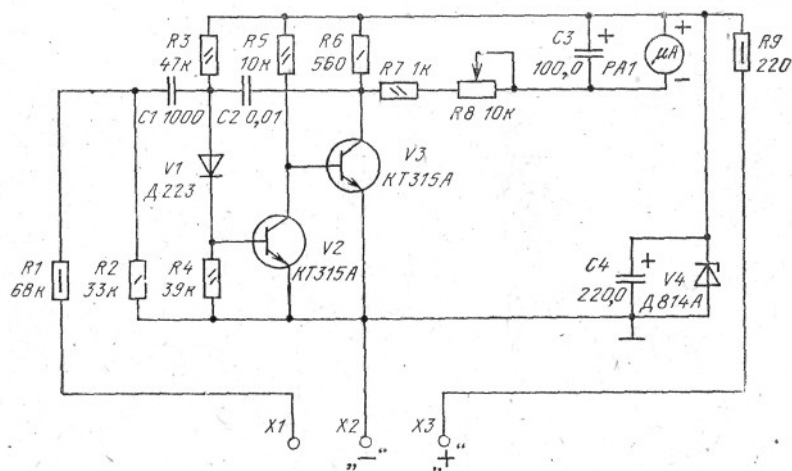 R3
47к
R5
10к
R6
560
C3
100,0
+
μA
+
−
PA1
R9
220
R7 1к
R8 10к
C1 1000
C2 0,01
V1
Д223
V3
КТ315А
V2
КТ315А
R1
68к
R2
33к
R4
39к
C4
220,0
+
V4
Д814А
X1
X2
„−“
X3
„+“